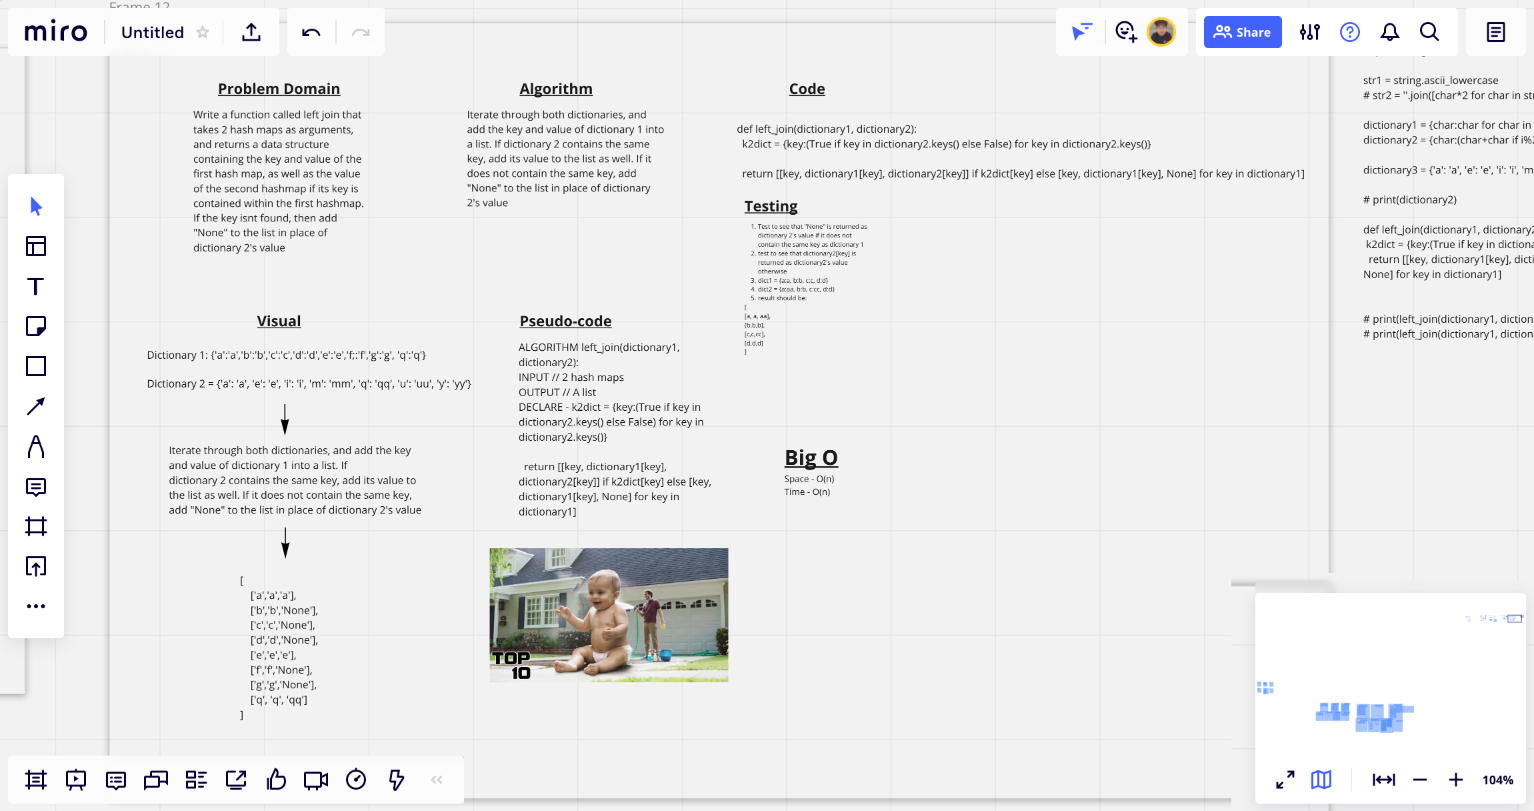 Frame 12
miro
Untitled
Share
Problem Domain
Write a function called left join that
takes 2 hash maps as arguments,
and returns a data structure
containing the key and value of the
first hash map, as well as the value
of the second hashmap if its key is
contained within the first hashmap.
If the key isnt found, then add
"None" to the list in place of
dictionary 2's value
Algorithm
Iterate through both dictionaries, and
add the key and value of dictionary 1 into
a list. If dictionary 2 contains the same
key, add its value to the list as well. If it
does not contain the same key, add
"None" to the list in place of dictionary
2's value
Code
def left_join(dictionary1, dictionary2):
k2dict = {key:(True if key in dictionary2.keys() else False) for key in dictionary2.keys()}
return [[key, dictionary1[key], dictionary2[key]] if k2dict[key] else [key, dictionary1[key], None] for key in dictionary1]
Testing
1. Test to see that "None" is returned as
dictionary 2's value if it does not
contain the same key as dictionary 1
2. test to see that dictionary2[key] is
returned as dictionary2's value
otherwise
3. dict1 = {a:a, b:b, c:c, d:d}
4. dict2 = {a:aa, b:b, c:cc, d:d}
5. result should be:
[
[a, a, aa],
[b,b,b],
[c,c,cc],
[d,d,d]
]
Visual
Dictionary 1: {'a':'a','b':'b','c':'c','d':'d','e':'e','f,:'f','g':'g', 'q':'q'}
Dictionary 2 = {'a': 'a', 'e': 'e', 'i': 'i', 'm': 'mm', 'q': 'qq', 'u': 'uu', 'y': 'yy'}
Iterate through both dictionaries, and add the key
and value of dictionary 1 into a list. If
dictionary 2 contains the same key, add its value to
the list as well. If it does not contain the same key,
add "None" to the list in place of dictionary 2's value
[
['a','a','a'],
['b','b','None'],
['c','c','None'],
['d','d','None'],
['e','e','e'],
['f','f','None'],
['g','g','None'],
['q', 'q', 'qq']
]
Pseudo-code
ALGORITHM left_join(dictionary1,
dictionary2):
INPUT // 2 hash maps
OUTPUT // A list
DECLARE - k2dict = {key:(True if key in
dictionary2.keys() else False) for key in
dictionary2.keys()}
return [[key, dictionary1[key],
dictionary2[key]] if k2dict[key] else [key,
dictionary1[key], None] for key in
dictionary1]
TOP
10
Big O
Space - O(n)
Time - O(n)
str1 = string.ascii_lowercase
# str2 = ''.join([char*2 for char in str
dictionary1 = {char:char for char in
dictionary2 = {char:(char+char if i%
dictionary3 = {'a': 'a', 'e': 'e', 'i': 'i', 'm
# print(dictionary2)
def left_join(dictionary1, dictionary2
k2dict = {key:(True if key in dictiona
return [[key, dictionary1[key], dictio
None] for key in dictionary1]
# print(left_join(dictionary1, diction
# print(left_join(dictionary1, diction
104%